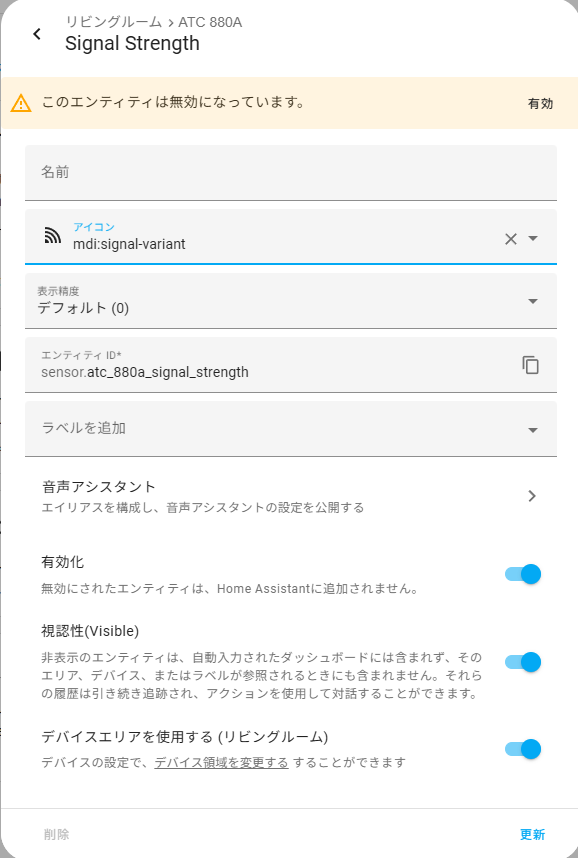 リビングルーム > ATC 880A
Signal Strength
このエンティティは無効になっています。
有効
名前
アイコン
mdi:signal-variant
表示精度
デフォルト (0)
エンティティ ID*
sensor.atc_880a_signal_strength
ラベルを追加
音声アシスタント
エイリアスを構成し、音声アシスタントの設定を公開する
有効化
無効にされたエンティティは、Home Assistantに追加されません。
視認性(Visible)
非表示のエンティティは、自動入力されたダッシュボードには含まれず、その
エリア、デバイス、またはラベルが参照されるときにも含まれません。それら
の履歴は引き続き追跡され、アクションを使用して対話することができます。
デバイスエリアを使用する (リビングルーム)
デバイスの設定で、デバイス領域を変更する することができます
削除
更新